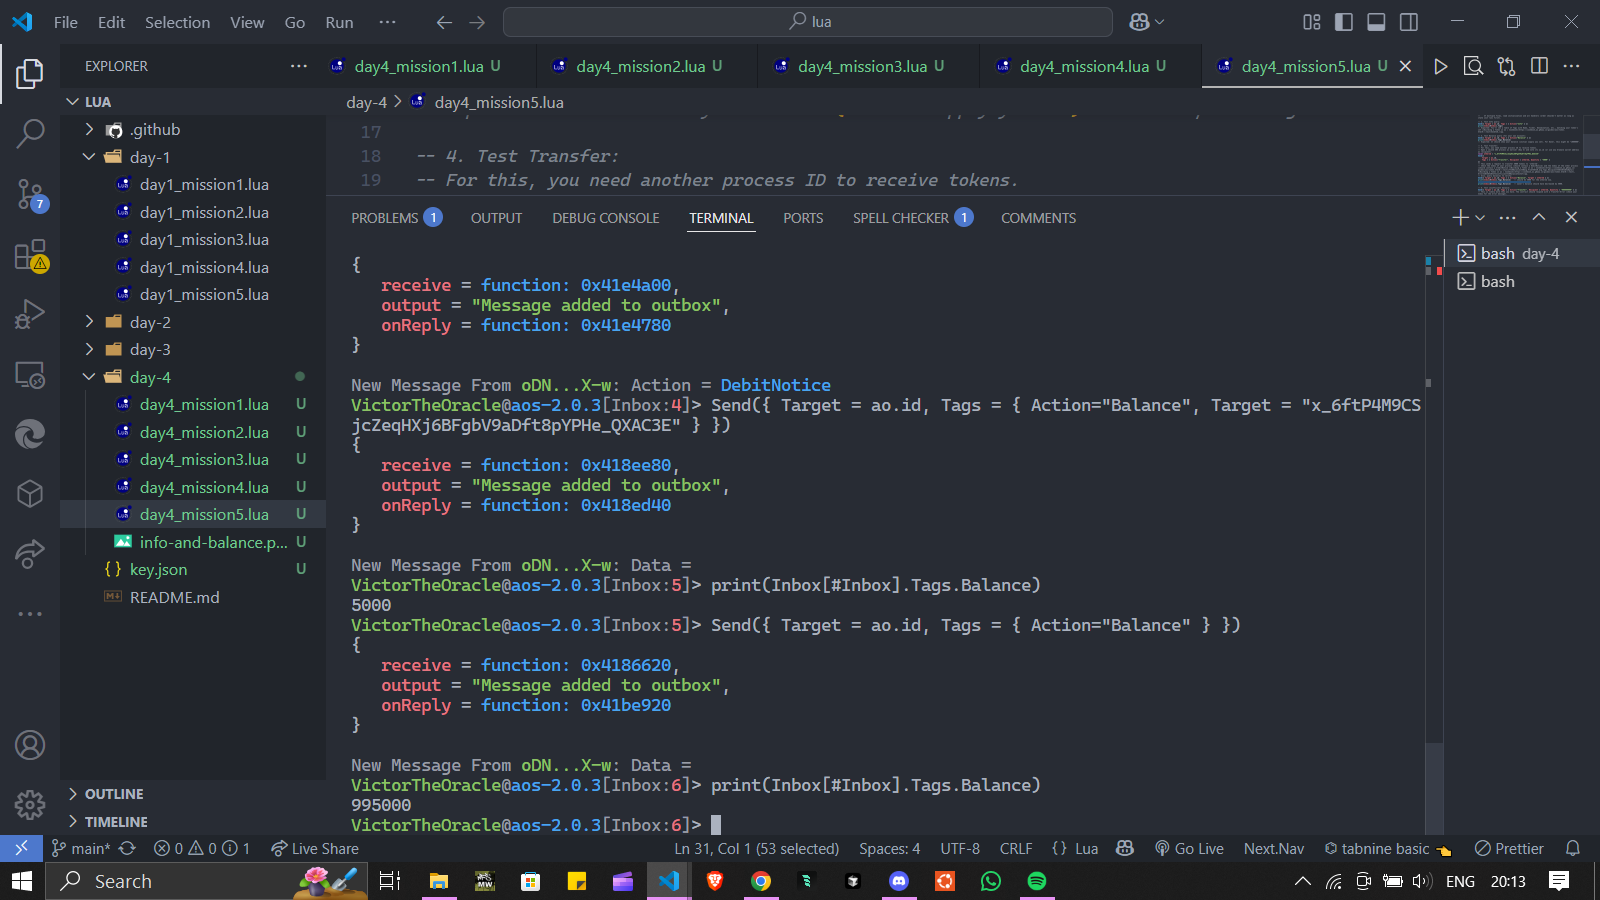 File Edit Selection View Go Run ··· lua
EXPLORER ···
day4_mission1.lua U
day4_mission2.lua U
day4_mission3.lua U
day4_mission4.lua U
day4_mission5.lua U
LUA
.github
day-1
day1_mission1.lua
day1_mission2.lua
day1_mission3.lua
day1_mission4.lua
day1_mission5.lua
day-2
day-3
day-4
day4_mission1.lua U
day4_mission2.lua U
day4_mission3.lua U
day4_mission4.lua U
day4_mission5.lua U
info-and-balance.p... U
key.json U
README.md
OUTLINE
TIMELINE
7
day-4 > day4_mission5.lua
17
18 -- 4. Test Transfer:
19 -- For this, you need another process ID to receive tokens.
PROBLEMS 1 OUTPUT DEBUG CONSOLE TERMINAL PORTS SPELL CHECKER 1 COMMENTS
bash day-4
bash
{
receive = function: 0x41e4a00,
output = "Message added to outbox",
onReply = function: 0x41e4780
}
New Message From oDN...X-w: Action = DebitNotice
VictorTheOracle@aos-2.0.3[Inbox:4]> Send({ Target = ao.id, Tags = { Action="Balance", Target = "x_6ftP4M9CS
jcZeqHXj6BFgbV9aDft8pYPHe_QXAC3E" } })
{
receive = function: 0x418ee80,
output = "Message added to outbox",
onReply = function: 0x418ed40
}
New Message From oDN...X-w: Data =
VictorTheOracle@aos-2.0.3[Inbox:5]> print(Inbox[#Inbox].Tags.Balance)
5000
VictorTheOracle@aos-2.0.3[Inbox:5]> Send({ Target = ao.id, Tags = { Action="Balance" } })
{
receive = function: 0x4186620,
output = "Message added to outbox",
onReply = function: 0x41be920
}
New Message From oDN...X-w: Data =
VictorTheOracle@aos-2.0.3[Inbox:6]> print(Inbox[#Inbox].Tags.Balance)
995000
VictorTheOracle@aos-2.0.3[Inbox:6]>
main* 0 0 1 Live Share Ln 31, Col 1 (53 selected) Spaces: 4 UTF-8 CRLF {} Lua Go Live Next.Nav tabnine basic Prettier
Search ENG 20:13